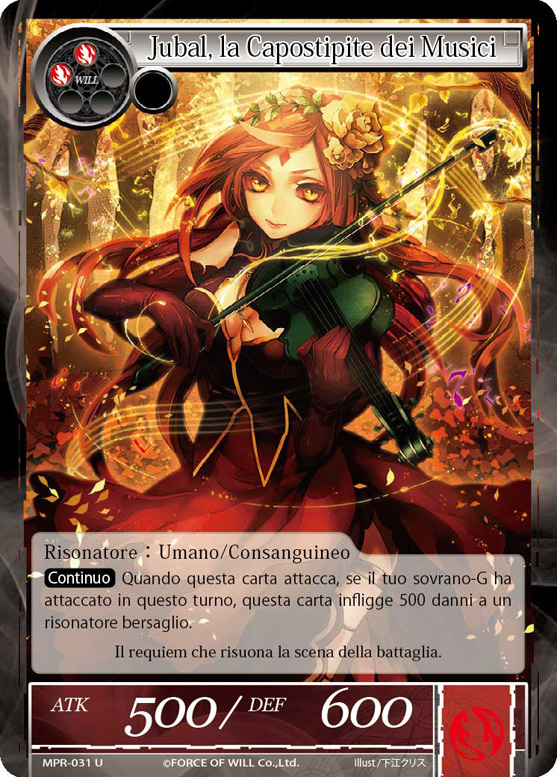 Jubal, la Capostipite dei Musici
WILL
Risonatore : Umano/Consanguineo
Continuo Quando questa carta attacca, se il tuo sovrano-G ha
attaccato in questo turno, questa carta infligge 500 danni a un
risonatore bersaglio.
Il requiem che risuona la scena della battaglia.
ATK 500/ DEF 600
MPR-031 U ©FORCE OF WILL Co.,Ltd. Illust/下江クリス